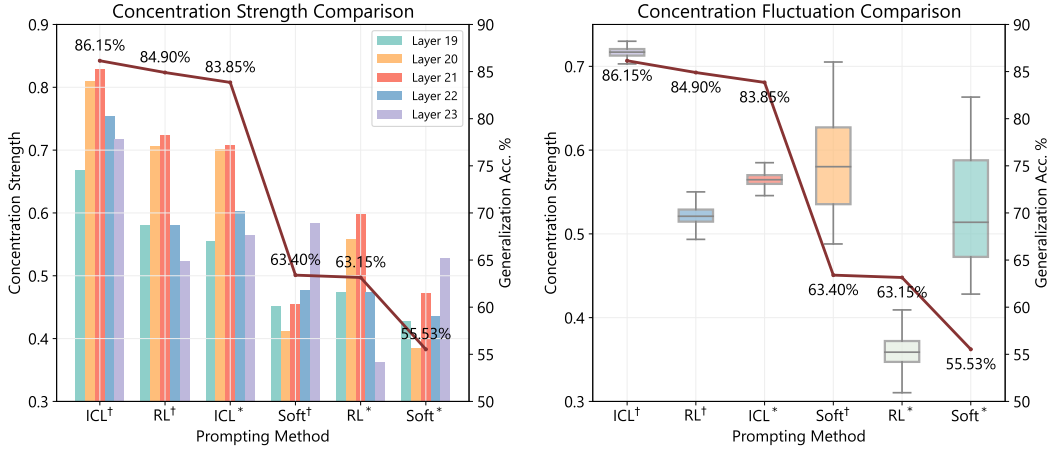 Concentration Strength Comparison
0.9
0.8
0.7
0.6
0.5
0.4
0.3
Concentration Strength
90
85
80
75
70
65
60
55
50
Generalization Acc. %
Layer 19
Layer 20
Layer 21
Layer 22
Layer 23
86.15%
84.90%
83.85%
63.40%
63.15%
55.53%
ICL†
RL†
ICL*
Soft†
RL*
Soft*
Prompting Method
Concentration Fluctuation Comparison
0.7
0.6
0.5
0.4
0.3
Concentration Strength
90
85
80
75
70
65
60
55
50
Generalization Acc. %
86.15%
84.90%
83.85%
63.40%
63.15%
55.53%
ICL†
RL†
ICL*
Soft†
RL*
Soft*
Prompting Method